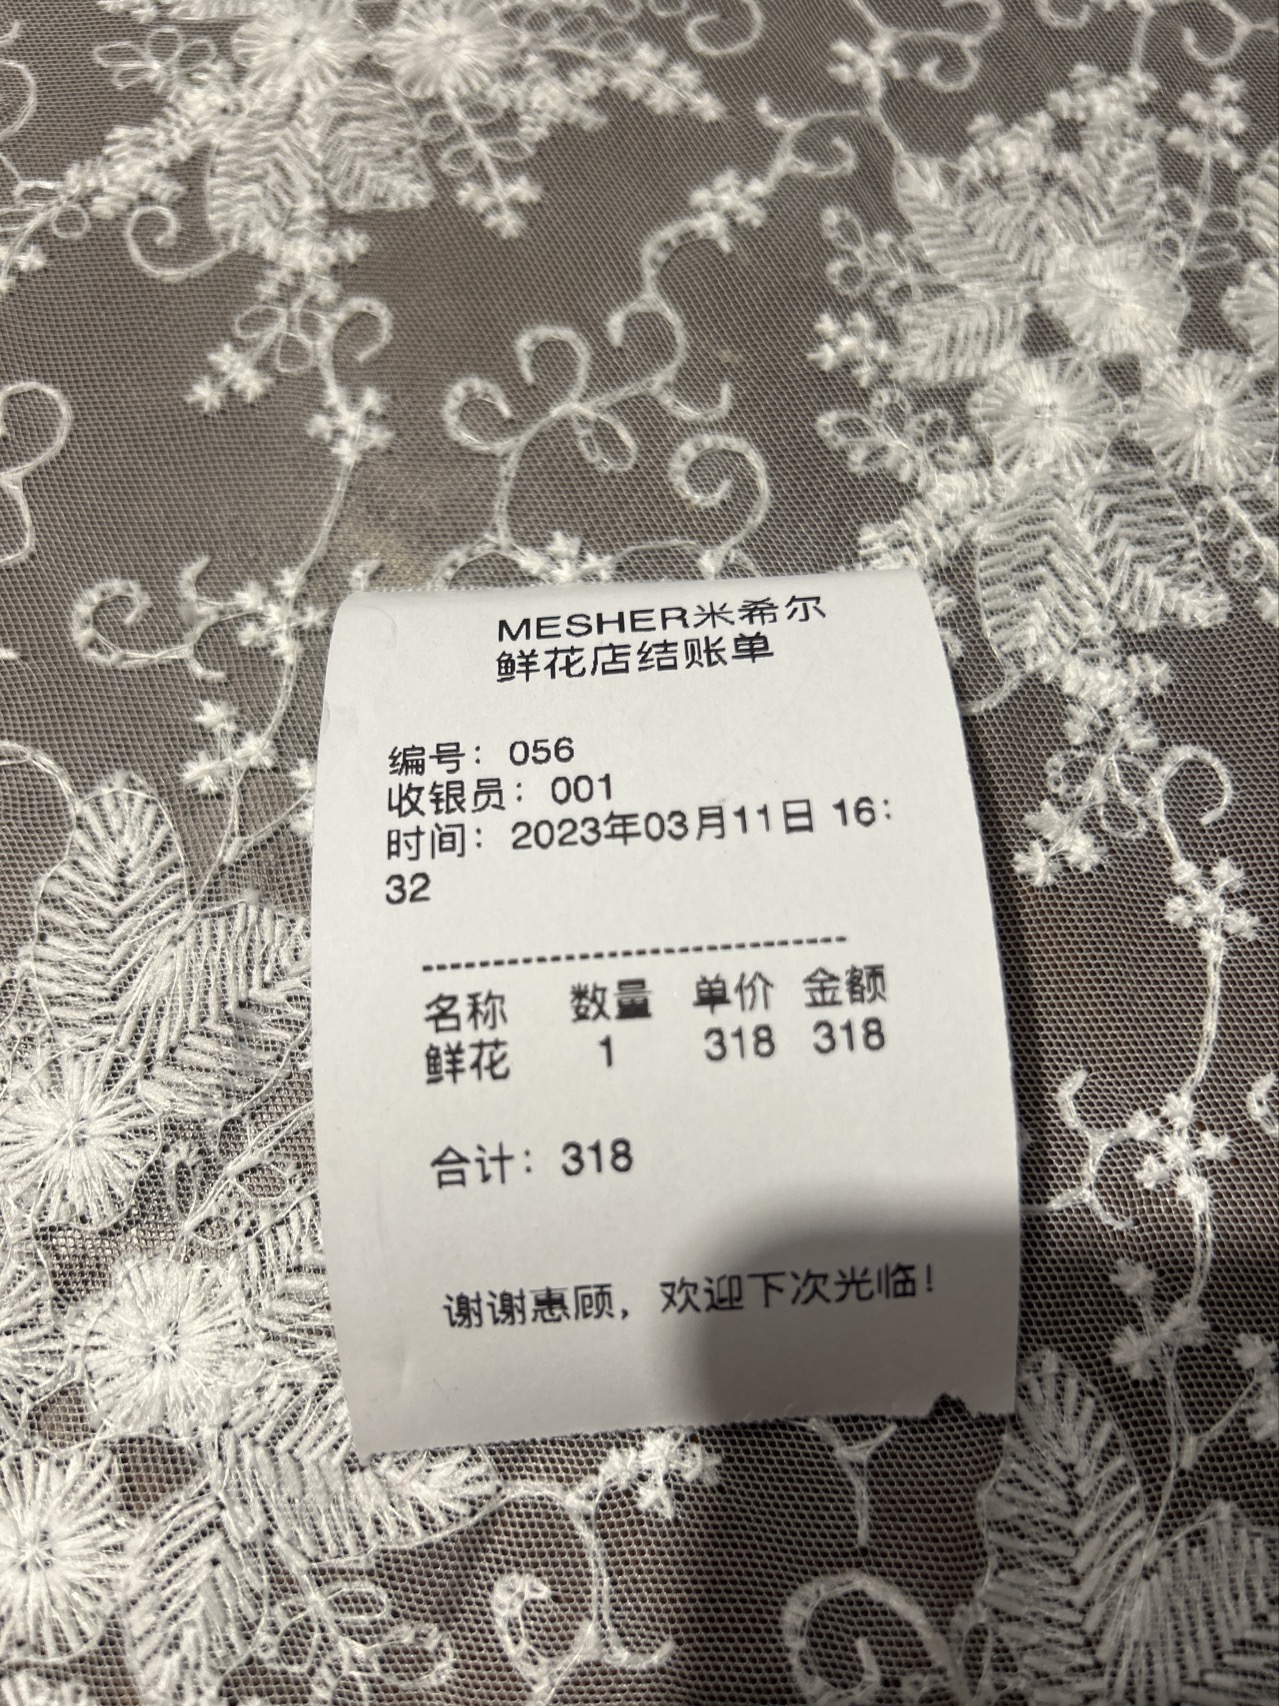 MESHER米希尔
鲜花店结账单
编号：056
收银员：001
时间：2023年03月11日 16：
32
------------------------------
名称 数量 单价 金额
鲜花 1 318 318
合计：318
谢谢惠顾，欢迎下次光临！